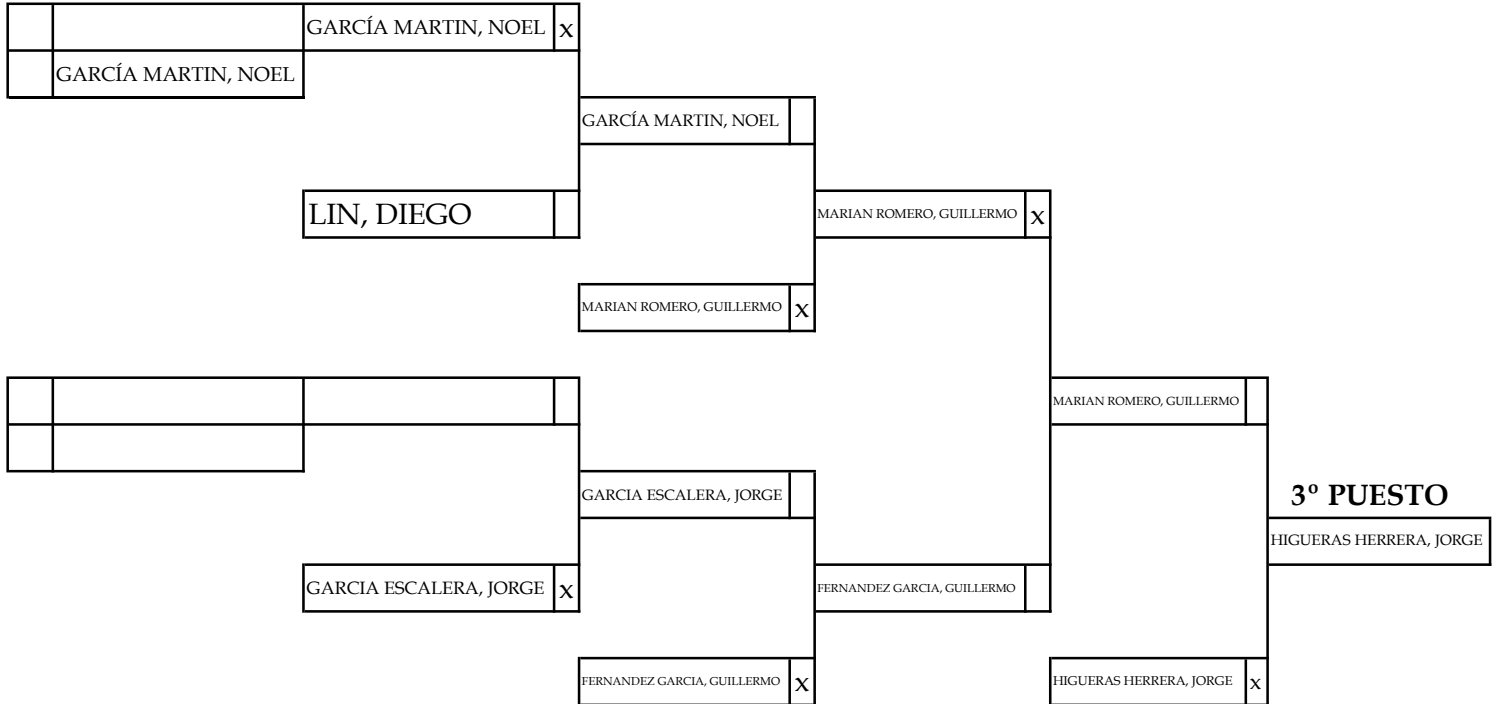 GARCÍA MARTIN, NOEL x
GARCÍA MARTIN, NOEL
GARCÍA MARTIN, NOEL
LIN, DIEGO
MARIAN ROMERO, GUILLERMO x
MARIAN ROMERO, GUILLERMO x
MARIAN ROMERO, GUILLERMO
GARCIA ESCALERA, JORGE
3º PUESTO
HIGUERAS HERRERA, JORGE
GARCIA ESCALERA, JORGE x
FERNANDEZ GARCIA, GUILLERMO
FERNANDEZ GARCIA, GUILLERMO x
HIGUERAS HERRERA, JORGE x